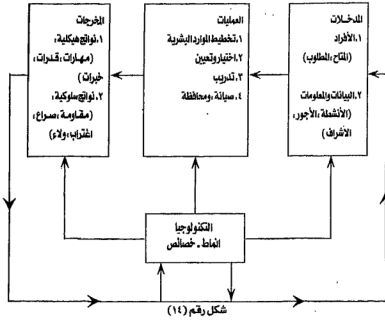 المدخلات
١.الأفراد
(المتاح،المطلوب)
٢.البيانات والمعلومات
(الأنشطة،الأجور،
الأشراف)
العمليات
١.تخطيط الموارد البشرية
٢.اختيار وتعيين
٣.تدريب
٤. صيانة،ومحافظة
المخرجات
١.نواتج هيكلية،
(مهارات،قدرات،
خبرات)
٢.نواتج سلوكية،
(مقاومة،صراع،
اغتراب،ولاء)
التكنولوجيا
انماط.خصائص
شكل رقم (١٤)